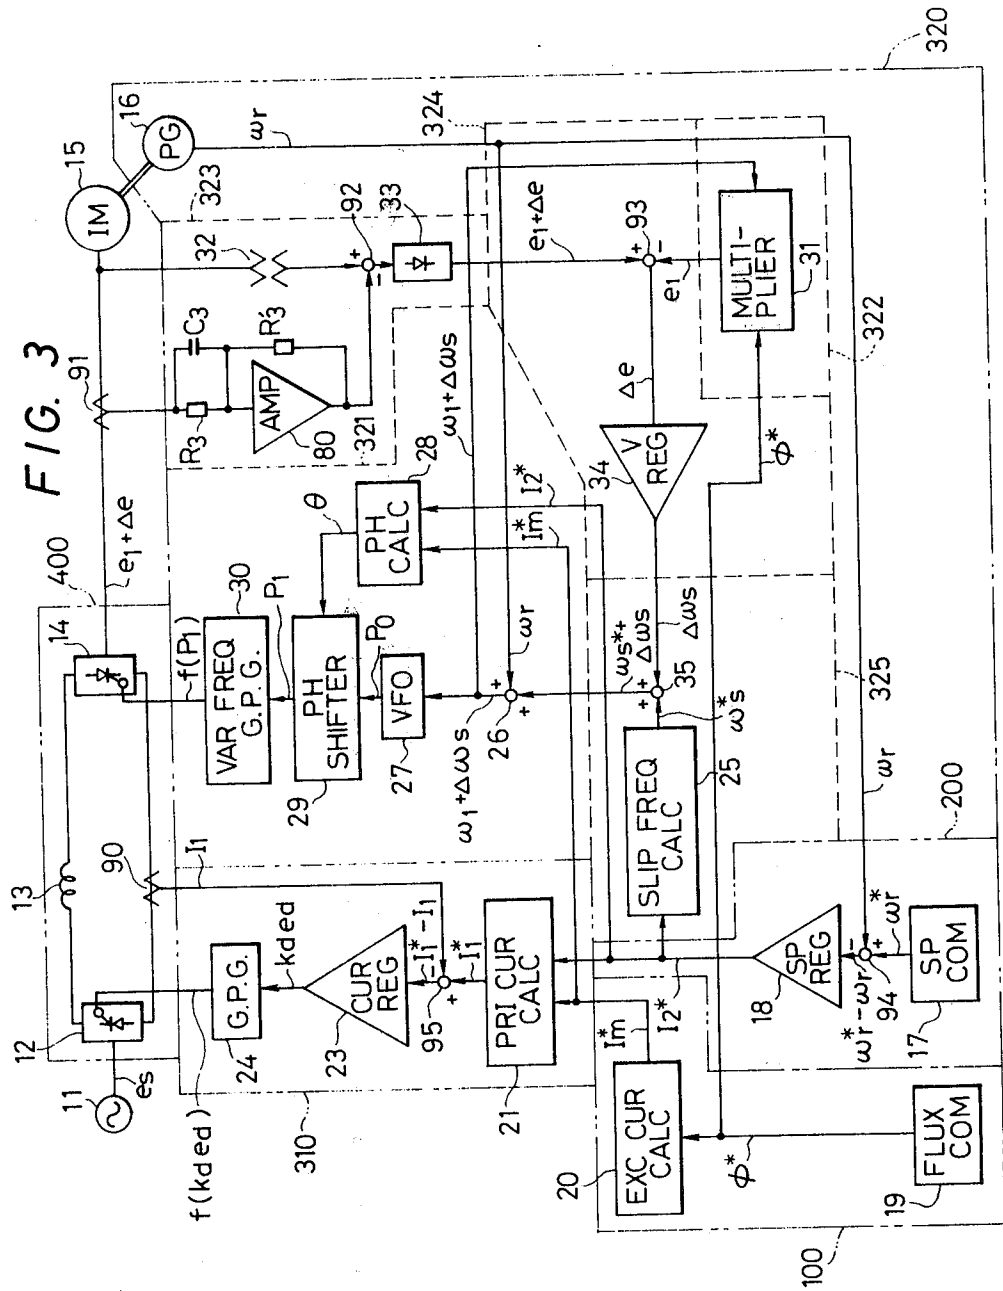 FIG. 3
11
es
12
13
14
400
90
I1
91
e1+Δe
15
IM
16
PG
ωr
320
f(kded)
24
G.P.G.
kded
23
CUR REG
I1*-I1
95
+
-
I1*
21
PRI CUR CALC
310
f(P1)
30
VAR FREQ G.P.G.
P1
29
PH SHIFTER
P0
27
VFO
ω1+Δωs
26
+
+
θ
28
PH CALC
Im*
I2*
ωr
ω1+Δωs
R3
C3
R'3
AMP
80
321
32
323
92
+
-
33
324
e1+Δe
93
+
-
e1
MULTI-PLIER
31
322
Δe
34
V REG
Δωs
35
+
+
ωs*+Δωs
ωs*
25
SLIP FREQ CALC
φ*
325
ωr
200
Im*
I2*
18
SP REG
ωr*-ωr
94
-
+
ωr*
17
SP COM
20
EXC CUR CALC
φ*
19
FLUX COM
100